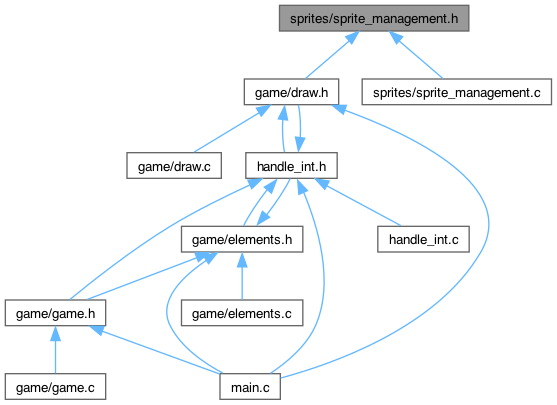 sprites/sprite_management.h
game/draw.h
sprites/sprite_management.c
game/draw.c
handle_int.h
game/elements.h
handle_int.c
game/game.h
game/elements.c
game/game.c
main.c